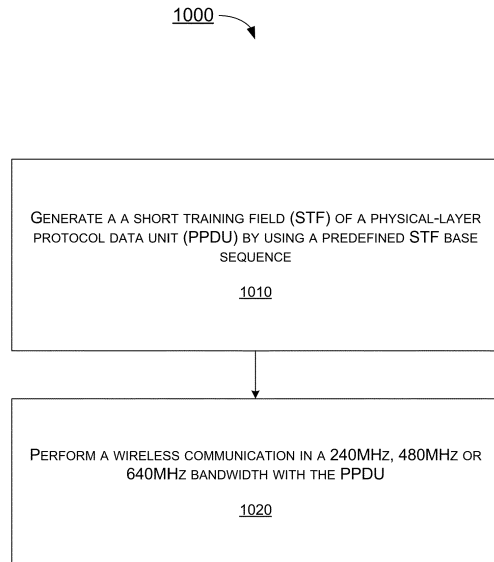 1000
GENERATE A A SHORT TRAINING FIELD (STF) OF A PHYSICAL-LAYER
PROTOCOL DATA UNIT (PPDU) BY USING A PREDEFINED STF BASE
SEQUENCE
1010
PERFORM A WIRELESS COMMUNICATION IN A 240MHZ, 480MHZ OR
640MHZ BANDWIDTH WITH THE PPDU
1020